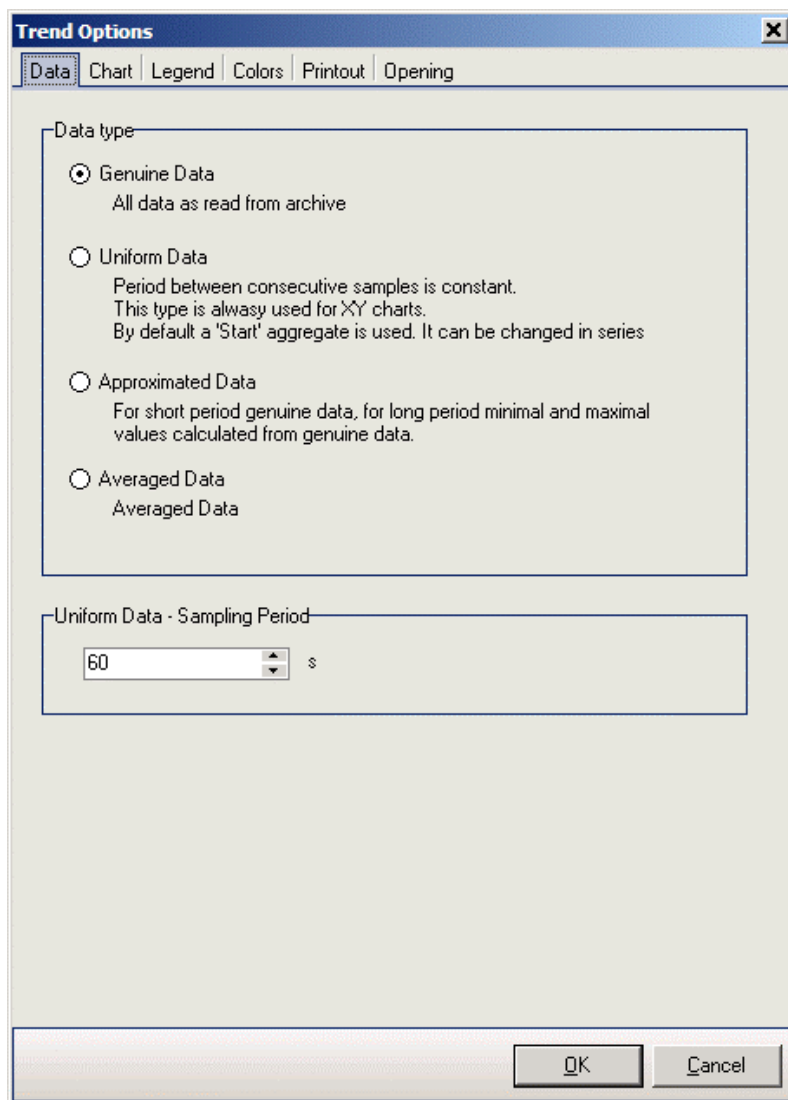 Trend Options
Data Chart Legend Colors Printout Opening
Data type
Genuine Data
All data as read from archive
Uniform Data
Period between consecutive samples is constant.
This type is alwasy used for XY charts.
By default a 'Start' aggregate is used. It can be changed in series
Approximated Data
For short period genuine data, for long period minimal and maximal
values calculated from genuine data.
Averaged Data
Averaged Data
Uniform Data - Sampling Period
60 s
OK Cancel